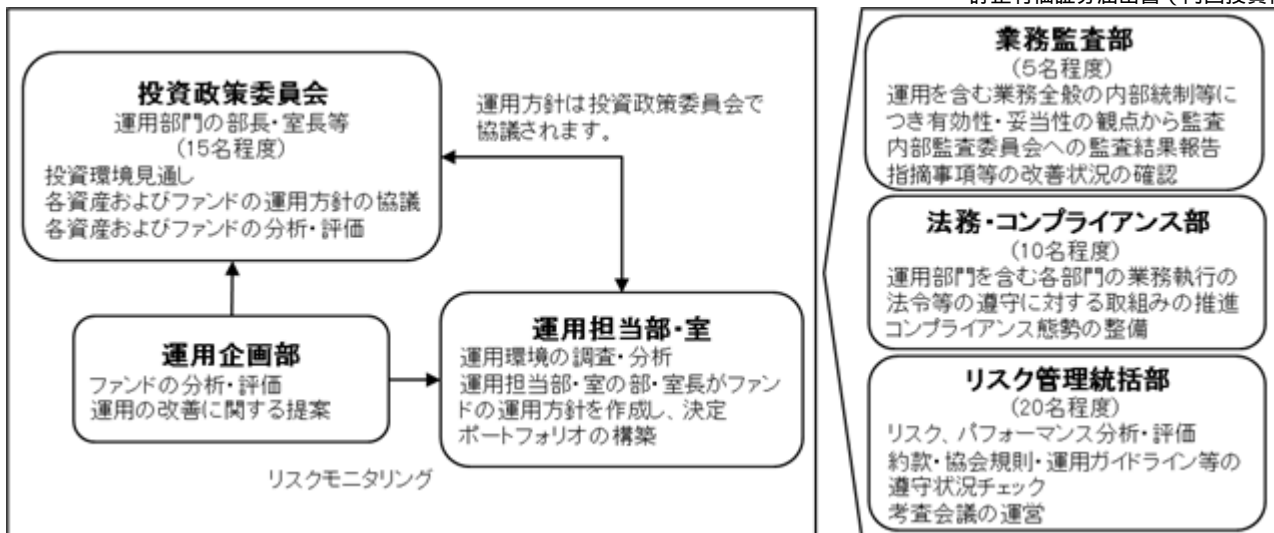 投資政策委員会
運用部門の部長・室長等
(15名程度)
投資環境見通し
各資産およびファンドの運用方針の協議
各資産およびファンドの分析・評価
運用方針は投資政策委員会で
協議されます。
運用企画部
ファンドの分析・評価
運用の改善に関する提案
運用担当部・室
運用環境の調査・分析
運用担当部・室の部・室長がファン
ドの運用方針を作成し、決定
ポートフォリオの構築
リスクモニタリング
業務監査部
(5名程度)
運用を含む業務全般の内部統制等に
つき有効性・妥当性の観点から監査
内部監査委員会への監査結果報告
指摘事項等の改善状況の確認
法務・コンプライアンス部
(10名程度)
運用部門を含む各部門の業務執行の
法令等の遵守に対する取組みの推進
コンプライアンス態勢の整備
リスク管理統括部
(20名程度)
リスク、パフォーマンス分析・評価
約款・協会規則・運用ガイドライン等の
遵守状況チェック
考査会議の運営